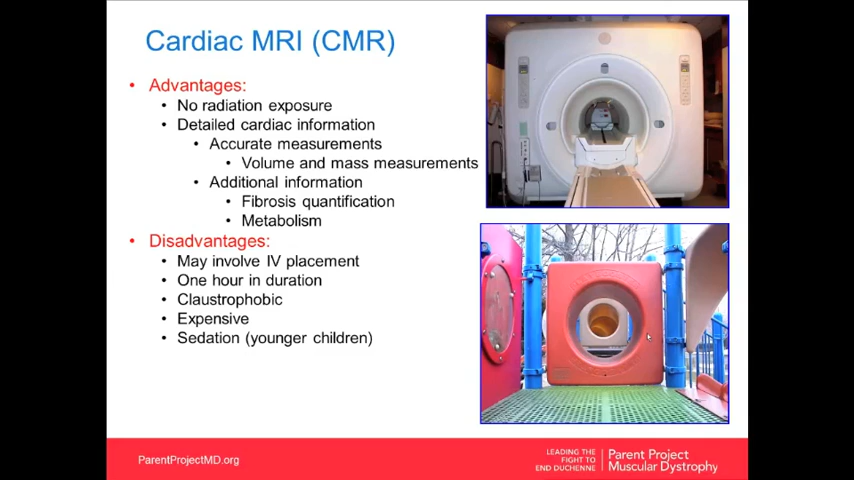 Cardiac MRI (CMR)
• Advantages:
• No radiation exposure
• Detailed cardiac information
• Accurate measurements
• Volume and mass measurements
• Additional information
• Fibrosis quantification
• Metabolism
• Disadvantages:
• May involve IV placement
• One hour in duration
• Claustrophobic
• Expensive
• Sedation (younger children)
ParentProjectMD.org
LEADING THE
FIGHT TO
END DUCHENNE
Parent Project
Muscular Dystrophy